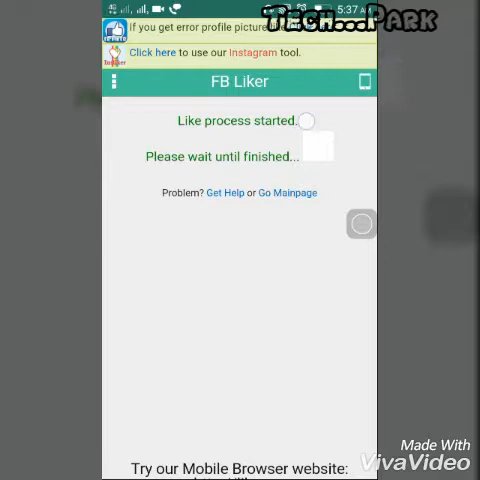 TECH...PARK
5:37 AM
If you get error profile picture
Click here to use our Instagram tool.
FB Liker
Like process started.
Please wait until finished...
Problem? Get Help or Go Mainpage
Made With
VivaVideo
Try our Mobile Browser website: